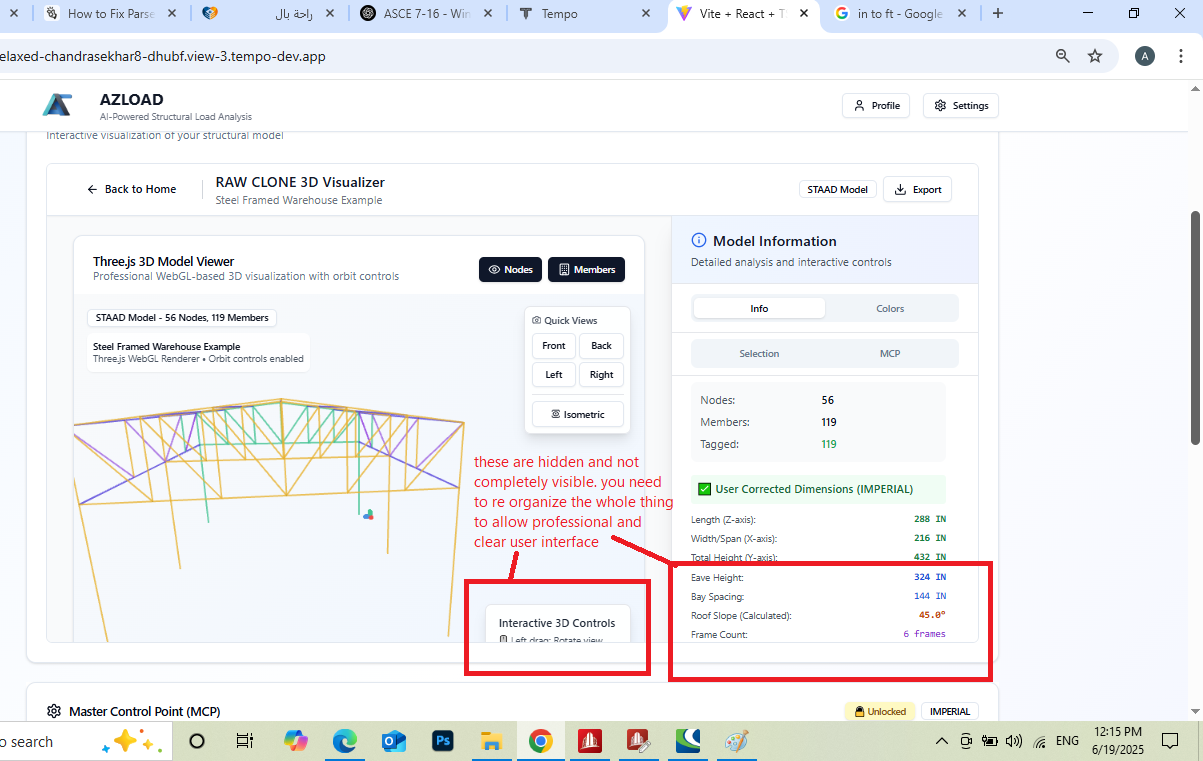 How to Fix Parse
راحة بال
ASCE 7-16 - Win
Tempo
Vite + React + T
in to ft - Google
elaxed-chandrasekhar8-dhubf.view-3.tempo-dev.app
A
AZLOAD
AI-Powered Structural Load Analysis
Profile
Settings
Interactive visualization of your structural model
Back to Home
RAW CLONE 3D Visualizer
Steel Framed Warehouse Example
STAAD Model
Export
Three.js 3D Model Viewer
Professional WebGL-based 3D visualization with orbit controls
Nodes
Members
STAAD Model - 56 Nodes, 119 Members
Steel Framed Warehouse Example
Three.js WebGL Renderer • Orbit controls enabled
Quick Views
Front
Back
Left
Right
Isometric
these are hidden and not
completely visible. you need
to re organize the whole thing
to allow professional and
clear user interface
Interactive 3D Controls
Left drag: Rotate view
Model Information
Detailed analysis and interactive controls
Info
Colors
Selection
MCP
Nodes: 56
Members: 119
Tagged: 119
User Corrected Dimensions (IMPERIAL)
Length (Z-axis): 288 IN
Width/Span (X-axis): 216 IN
Total Height (Y-axis): 432 IN
Eave Height: 324 IN
Bay Spacing: 144 IN
Roof Slope (Calculated): 45.0°
Frame Count: 6 frames
Master Control Point (MCP)
Unlocked
IMPERIAL
o search
Ps
ENG
12:15 PM
6/19/2025